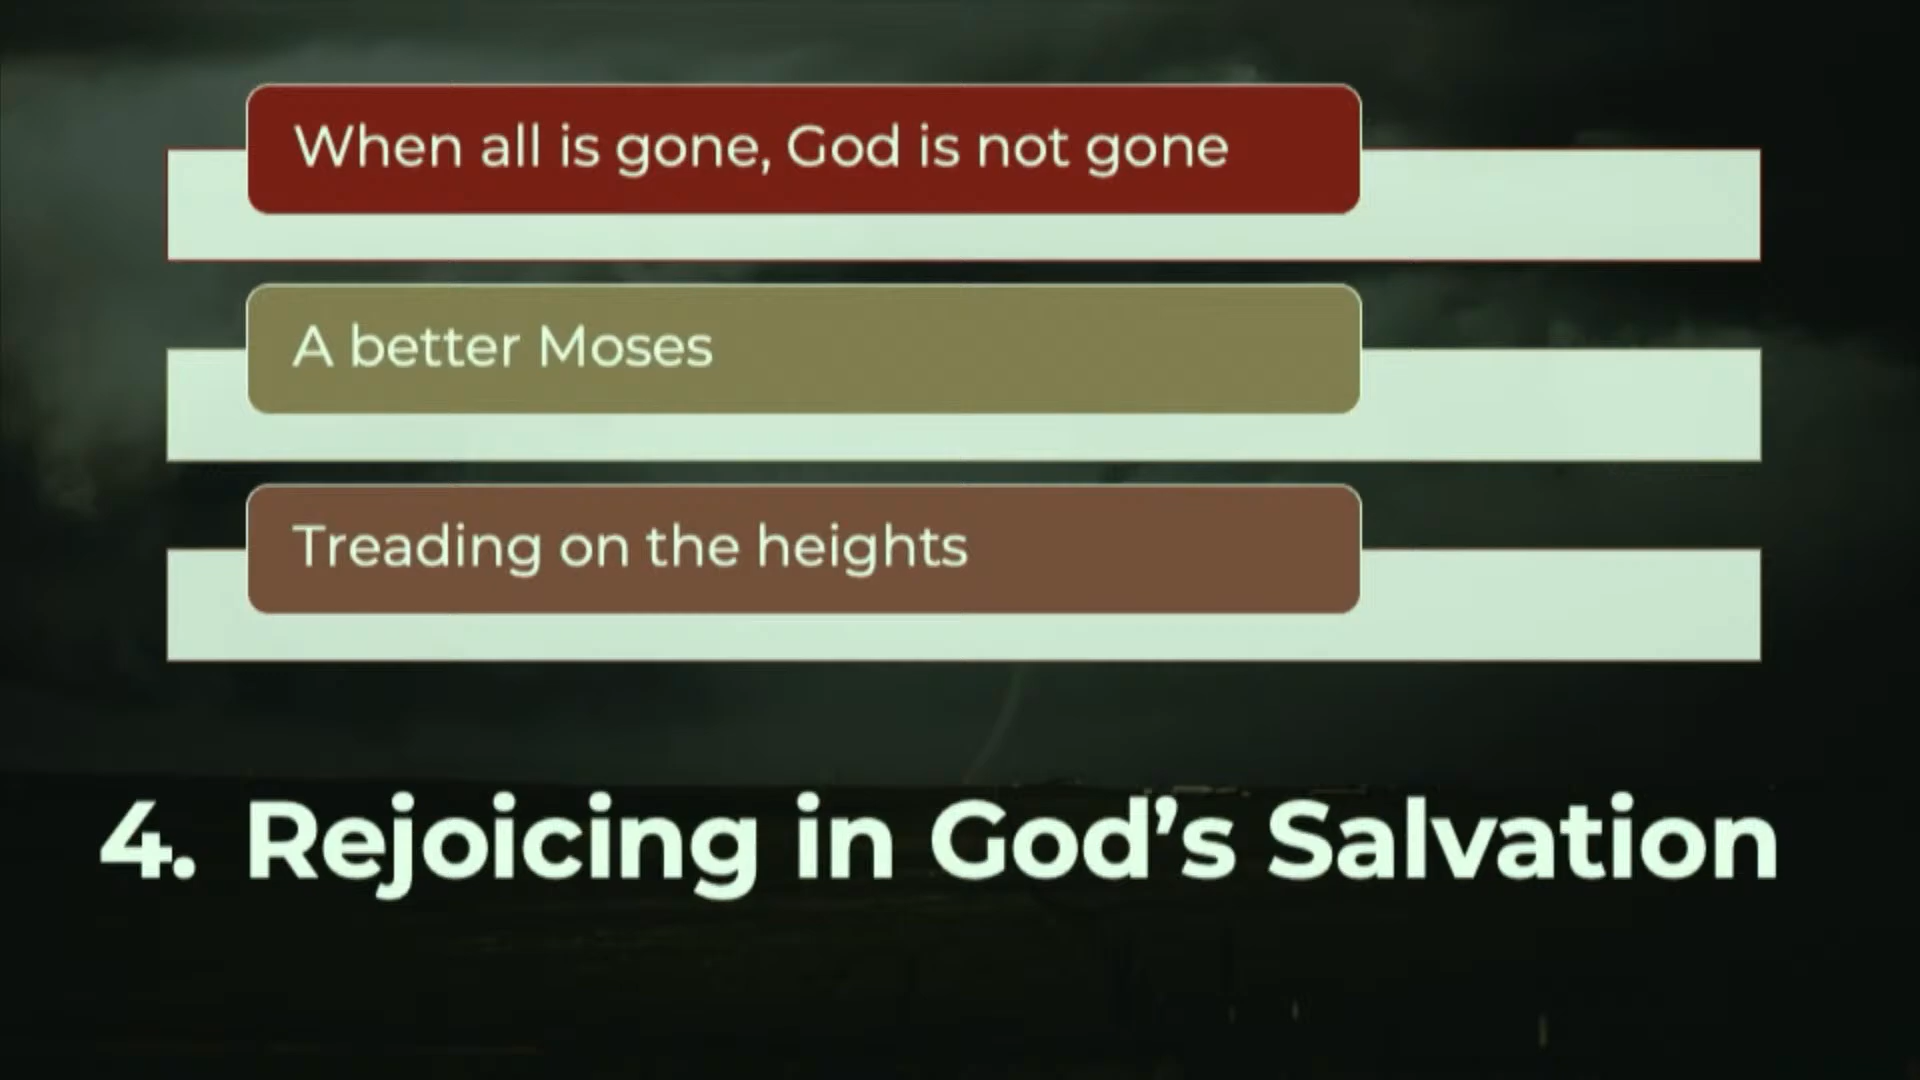 When all is gone, God is not gone
A better Moses
Treading on the heights
4. Rejoicing in God’s Salvation